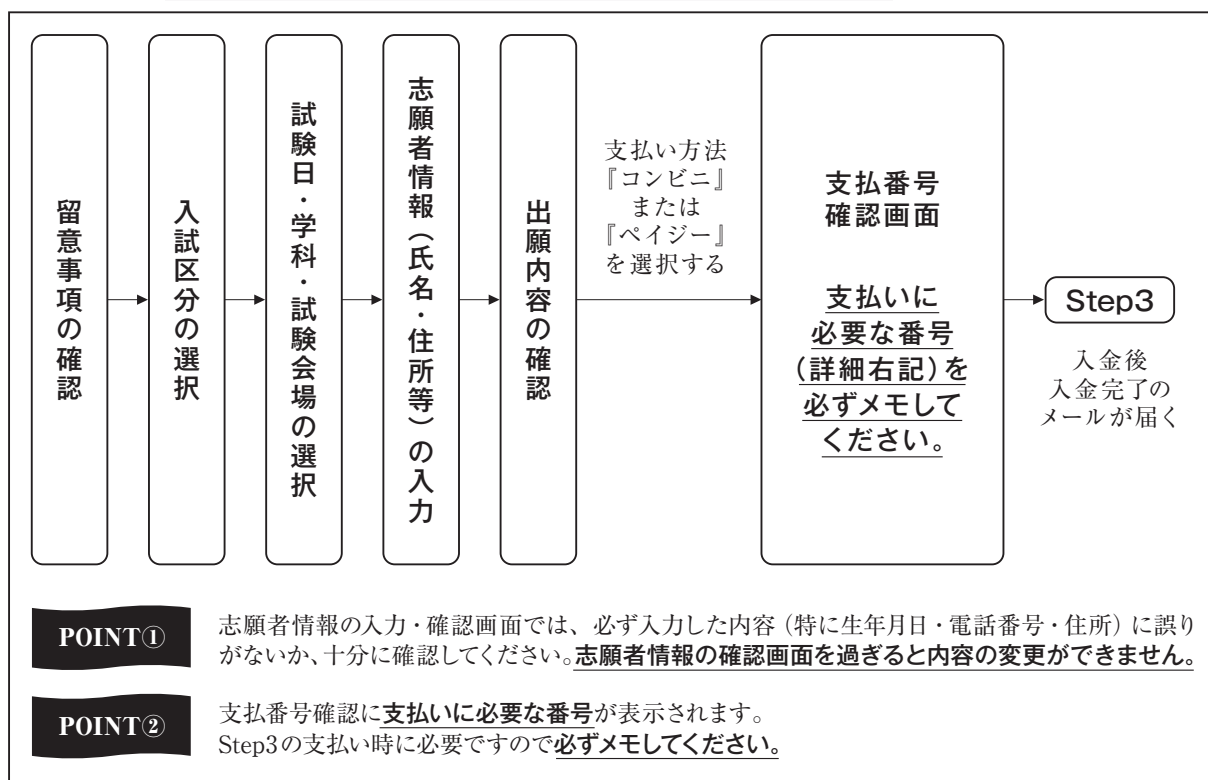 留意事項の確認
入試区分の選択
試験日・学科・試験会場の選択
志願者情報（氏名・住所等）の入力
出願内容の確認
支払い方法
『コンビニ』
または
『ペイジー』
を選択する
支払番号
確認画面
支払いに
必要な番号
（詳細右記）を
必ずメモして
ください。
Step3
入金後
入金完了の
メールが届く
POINT①
志願者情報の入力・確認画面では、必ず入力した内容（特に生年月日・電話番号・住所）に誤り
がないか、十分に確認してください。志願者情報の確認画面を過ぎると内容の変更ができません。
POINT②
支払番号確認に支払いに必要な番号が表示されます。
Step3の支払い時に必要ですので必ずメモしてください。